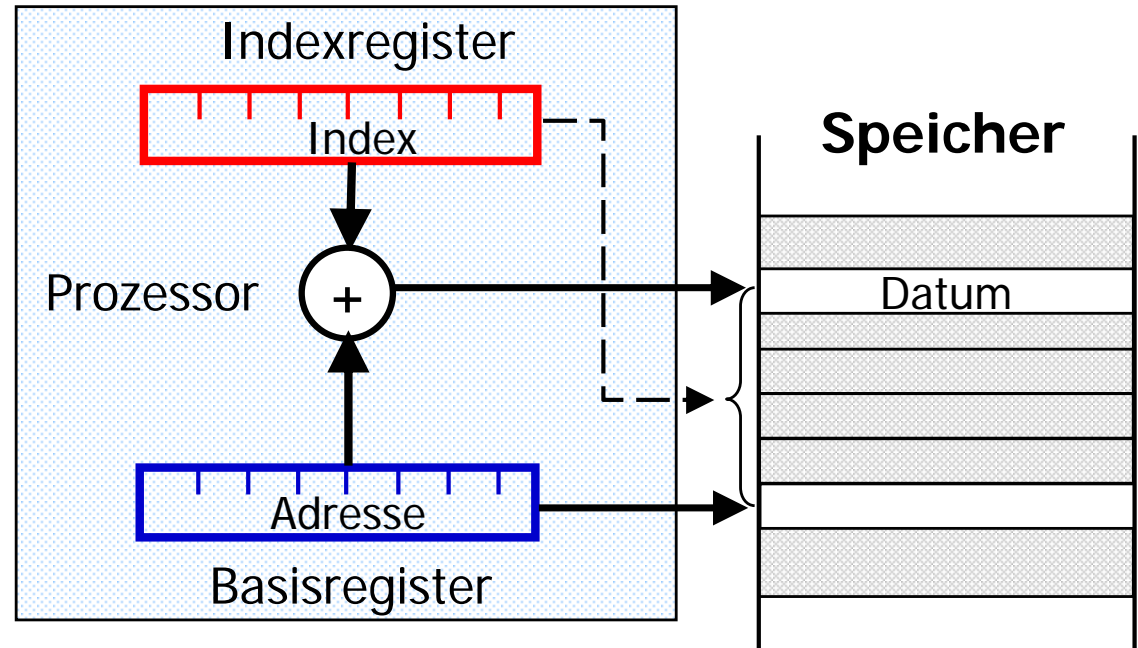 Indexregister
Index
Speicher
Prozessor
+
Datum
Adresse
Basisregister